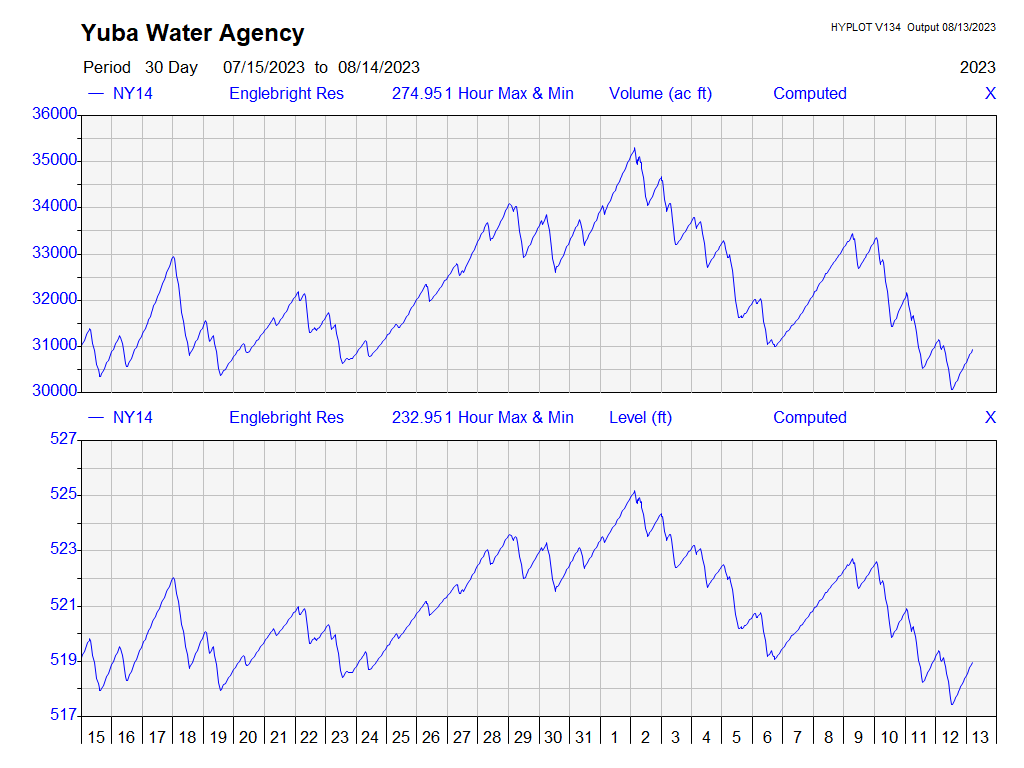 Yuba Water Agency
HYPLOT V134 Output 08/13/2023
Period 30 Day 07/15/2023 to 08/14/2023 2023
NY14 Englebright Res 274.951 Hour Max & Min Volume (ac ft) Computed X
36000
35000
34000
33000
32000
31000
30000
NY14 Englebright Res 232.951 Hour Max & Min Level (ft) Computed X
527
525
523
521
519
517
15 16 17 18 19 20 21 22 23 24 25 26 27 28 29 30 31 1 2 3 4 5 6 7 8 9 10 11 12 13